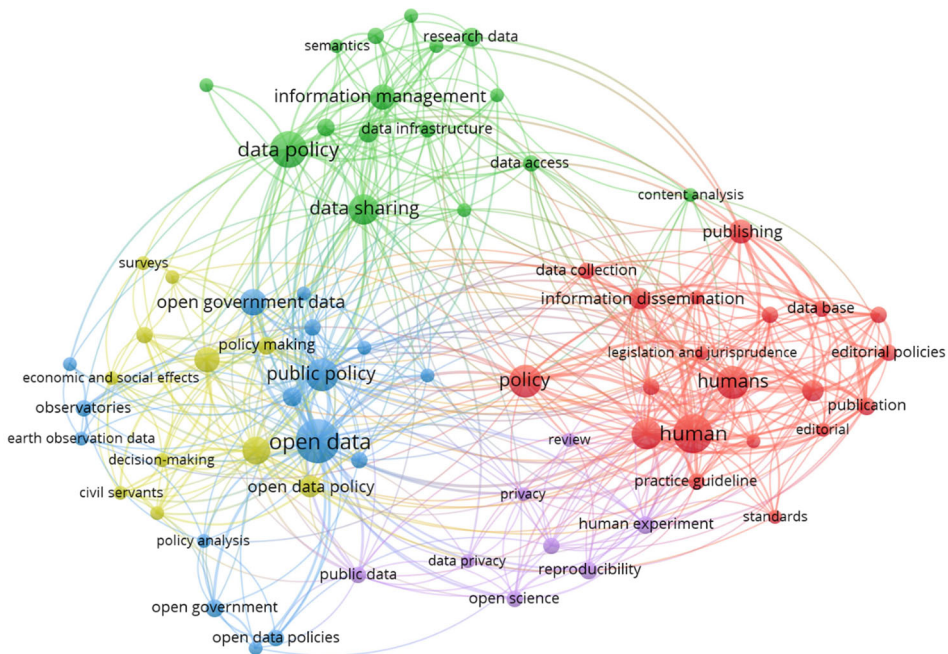 research data
semantics
information management
data infrastructure
data policy
data access
content analysis
data sharing
publishing
surveys
data collection
open government data
information dissemination
data base
policy making
legislation and jurisprudence
editorial policies
economic and social effects
public policy
policy
humans
observatories
publication
earth observation data
open data
review
human
editorial
decision-making
practice guideline
civil servants
open data policy
privacy
standards
policy analysis
human experiment
public data
data privacy
reproducibility
open science
open government
open data policies